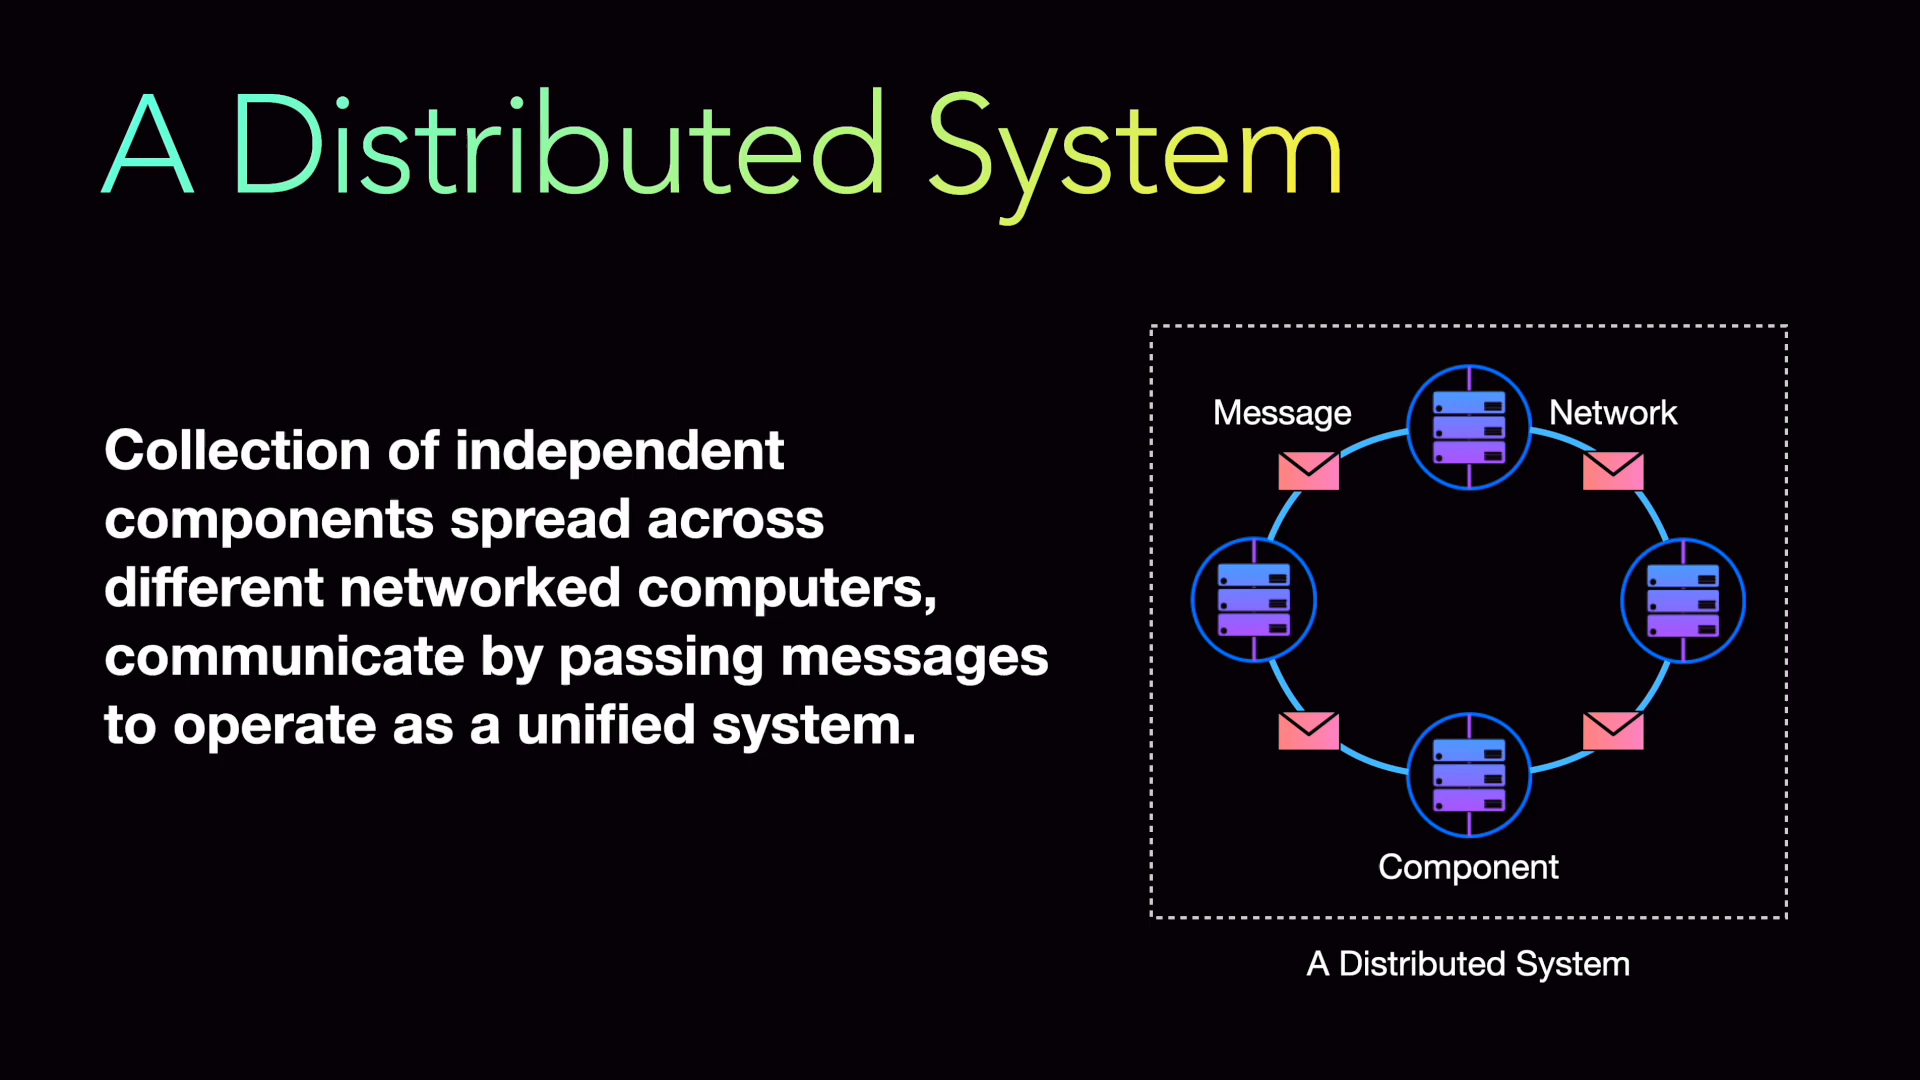 A Distributed System
Collection of independent
components spread across
different networked computers,
communicate by passing messages
to operate as a unified system.
Message
Network
Component
A Distributed System